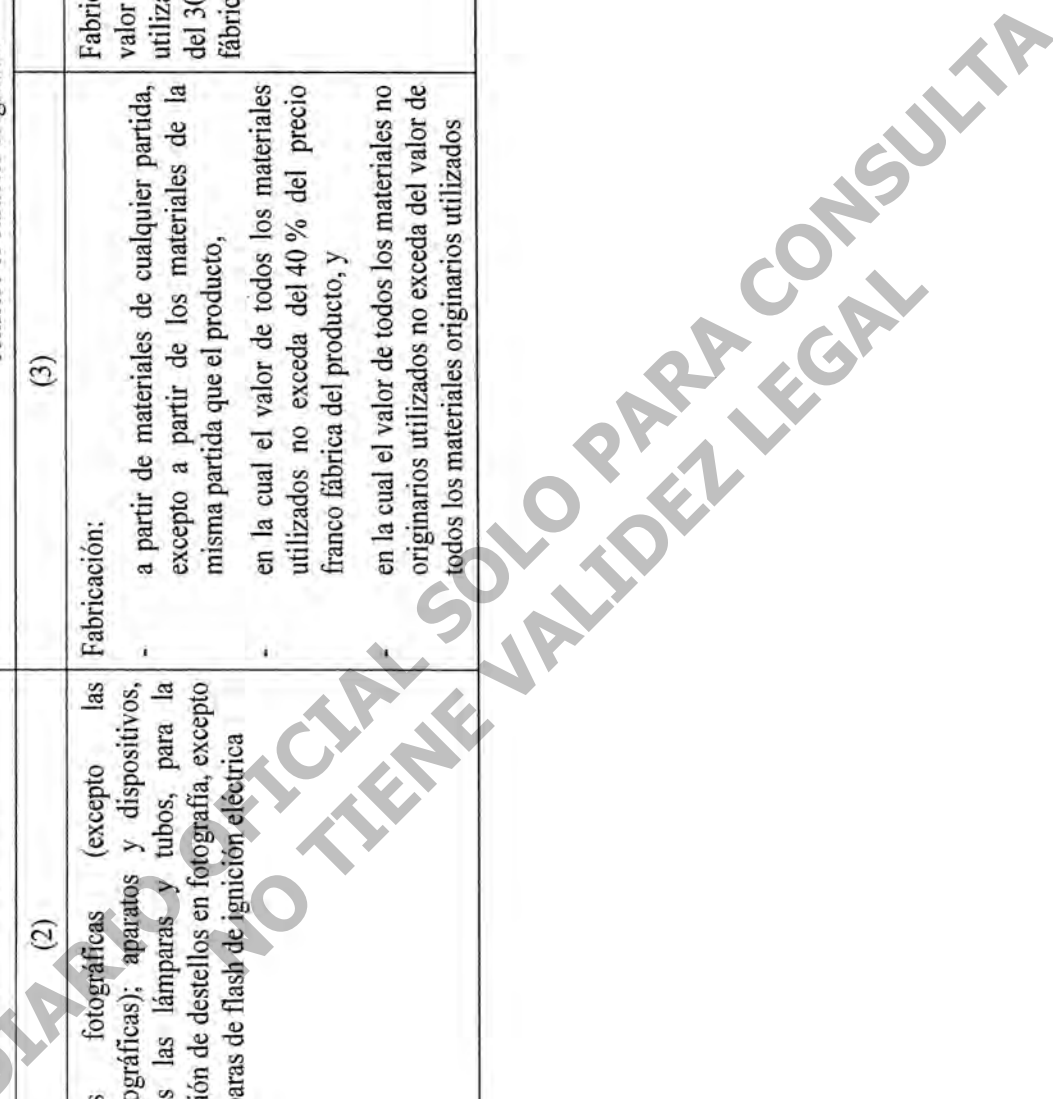 (2)
(3)
fotográficas (excepto las
ográficas); aparatos y dispositivos,
las lámparas y tubos, para la
ión de destellos en fotografía, excepto
aras de flash de ignición eléctrica
Fabricación:
- a partir de materiales de cualquier partida,
excepto a partir de los materiales de la
misma partida que el producto,
- en la cual el valor de todos los materiales
utilizados no exceda del 40 % del precio
franco fábrica del producto, y
- en la cual el valor de todos los materiales no
originarios utilizados no exceda del valor de
todos los materiales originarios utilizados
Fabric
valor
utiliza
del 30
fábric
DIARIO OFICIAL SOLO PARA CONSULTA
NO TIENE VALIDEZ LEGAL